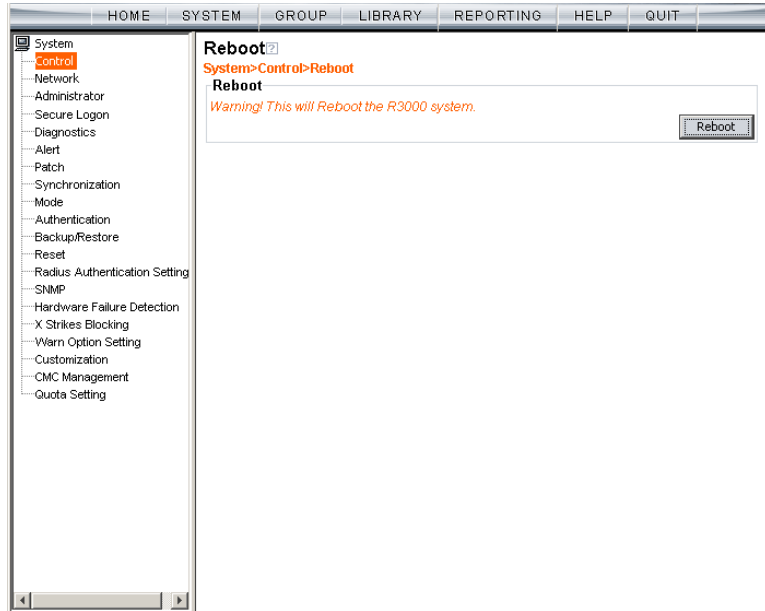 HOME SYSTEM GROUP LIBRARY REPORTING HELP QUIT
System
Control
Network
Administrator
Secure Logon
Diagnostics
Alert
Patch
Synchronization
Mode
Authentication
Backup/Restore
Reset
Radius Authentication Setting
SNMP
Hardware Failure Detection
X Strikes Blocking
Warn Option Setting
Customization
CMC Management
Quota Setting
Reboot ?
System>Control>Reboot
Reboot
Warning! This will Reboot the R3000 system.
Reboot